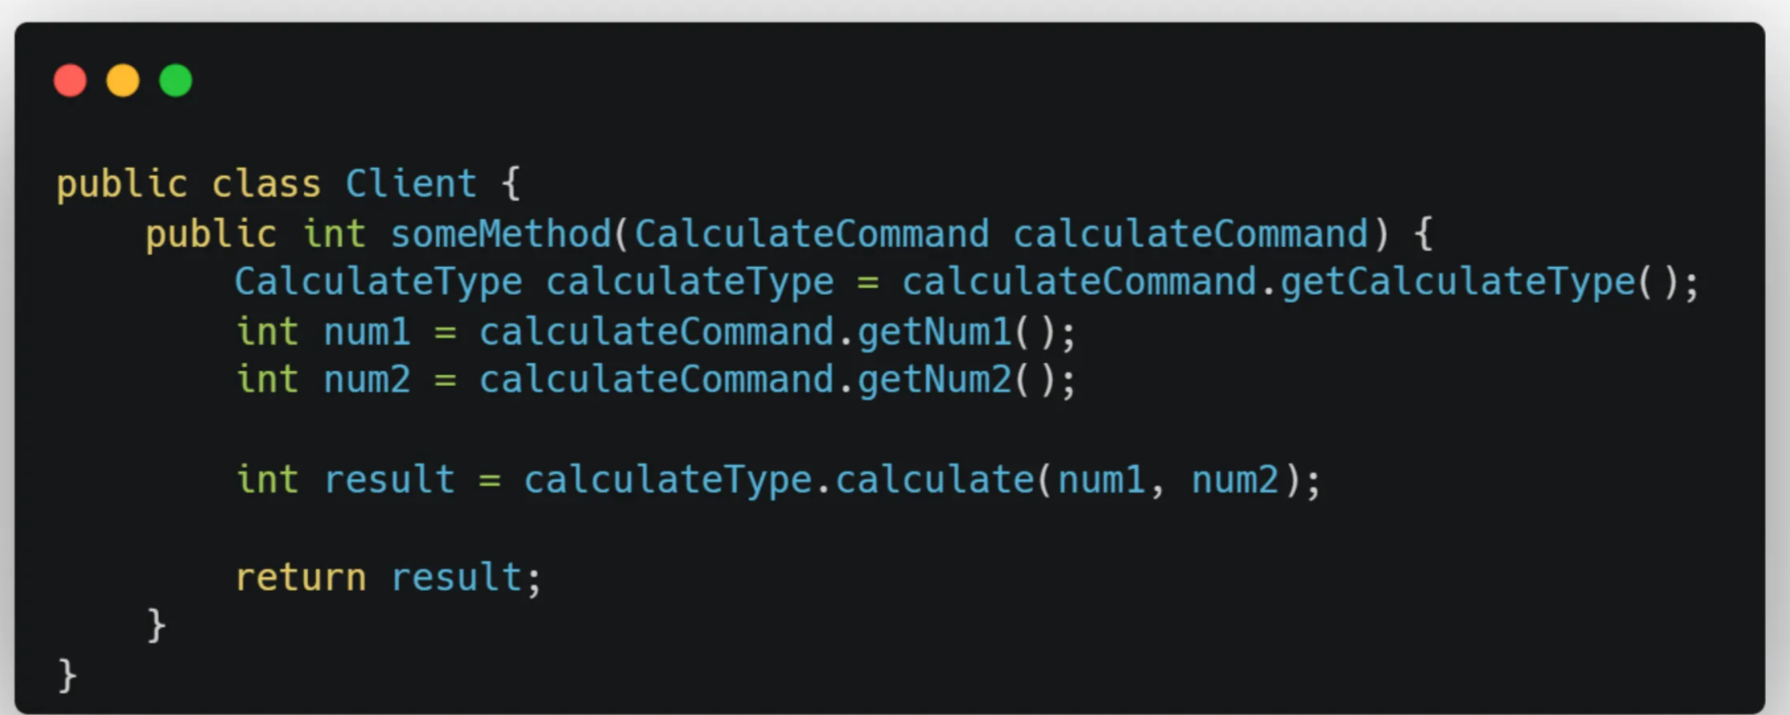 public class Client {
    public int someMethod(CalculateCommand calculateCommand) {
        CalculateType calculateType = calculateCommand.getCalculateType();
        int num1 = calculateCommand.getNum1();
        int num2 = calculateCommand.getNum2();

        int result = calculateType.calculate(num1, num2);

        return result;
    }
}